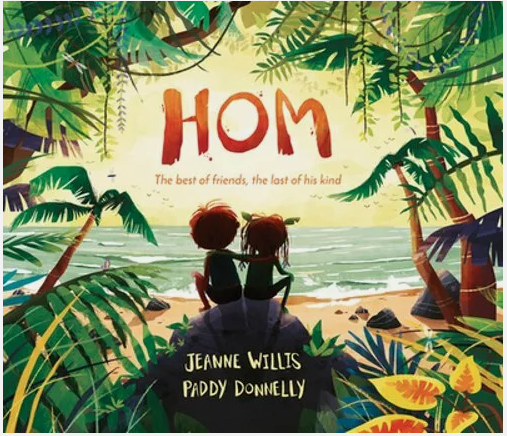 HOM
The best of friends, the last of his kind
JEANNE WILLIS
PADDY DONNELLY